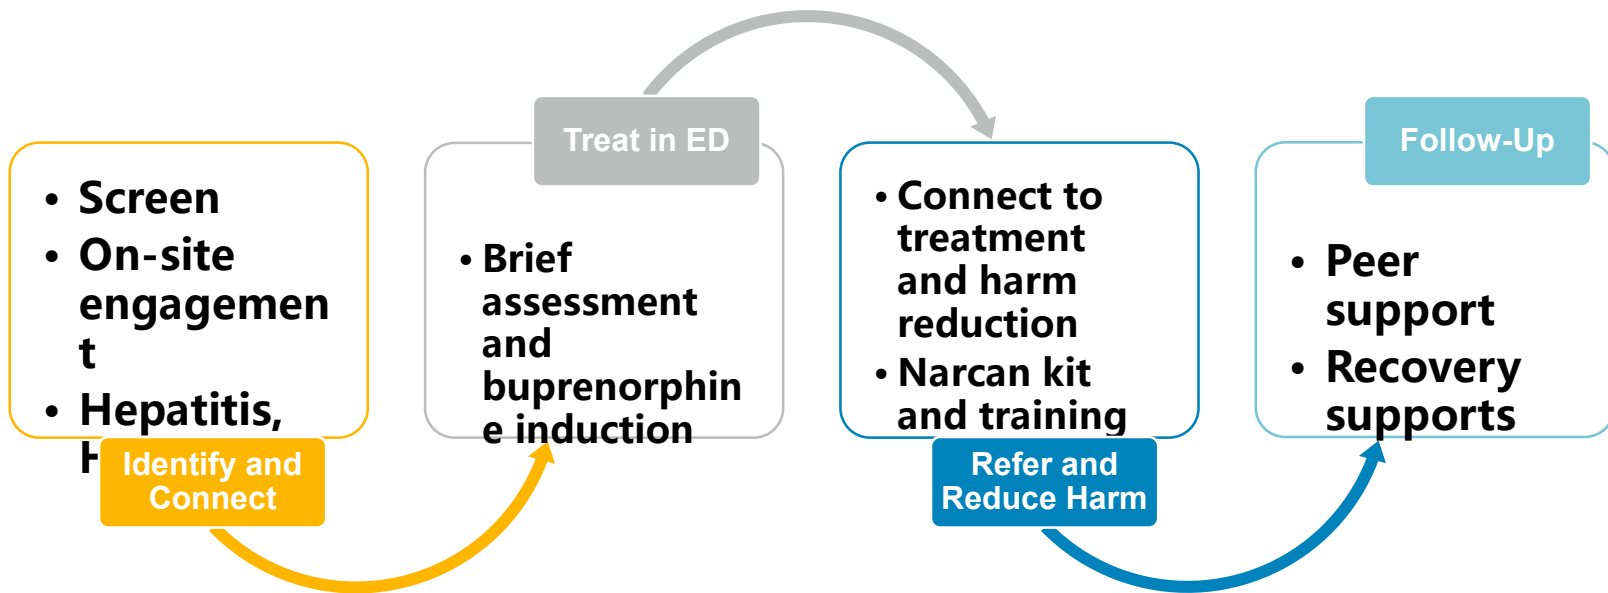 • Screen
• On-site
engagemen
t
• Hepatitis,
Identify and
Connect
Treat in ED
• Brief
assessment
and
buprenorphin
e induction
• Connect to
treatment
and harm
reduction
• Narcan kit
and training
Refer and
Reduce Harm
Follow-Up
• Peer
support
• Recovery
supports